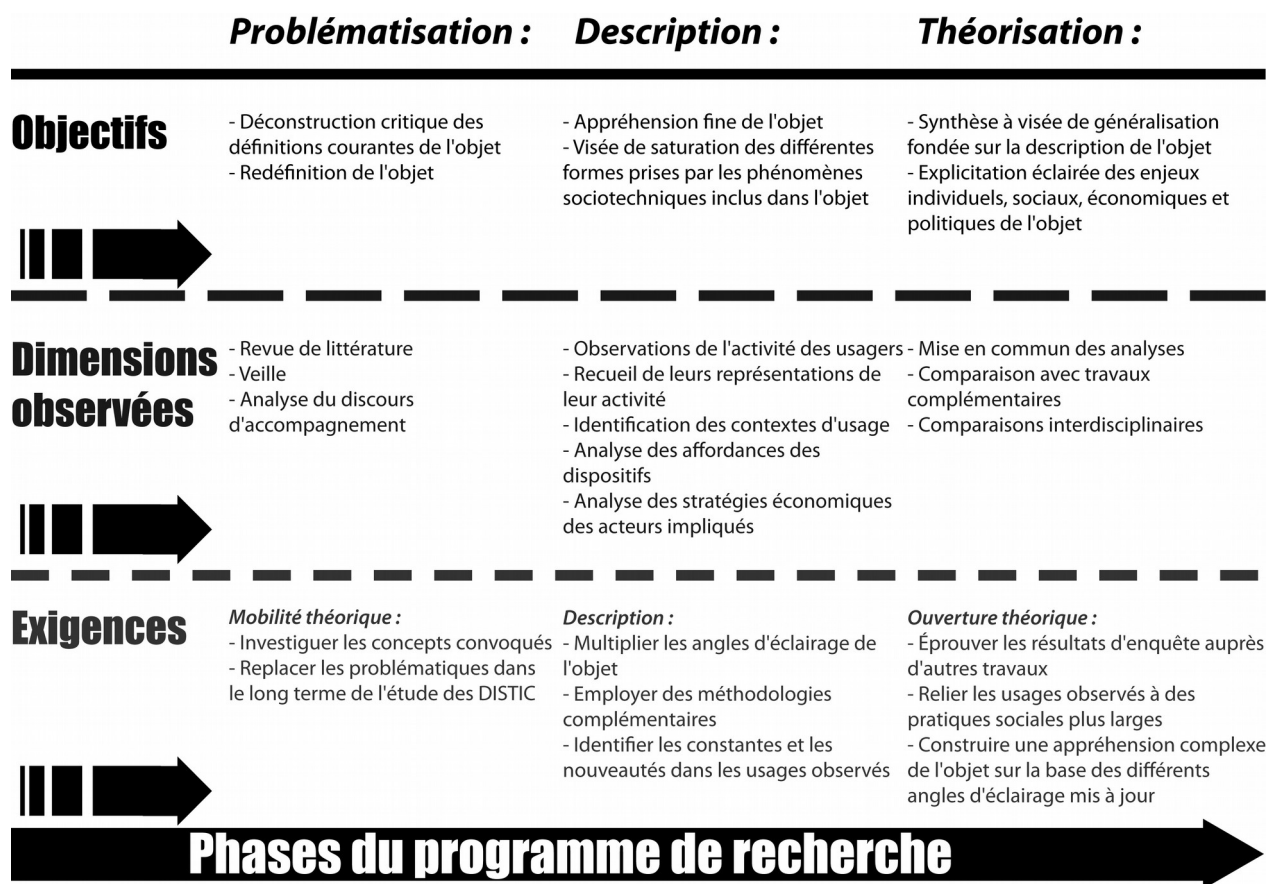 Problématisation :
Description :
Théorisation :
Objectifs
- Déconstruction critique des
définitions courantes de l'objet
- Redéfinition de l'objet
- Appréhension fine de l'objet
- Visée de saturation des différentes
formes prises par les phénomènes
sociotechniques inclus dans l'objet
- Synthèse à visée de généralisation
fondée sur la description de l'objet
- Explicitation éclairée des enjeux
individuels, sociaux, économiques et
politiques de l'objet
Dimensions
observées
- Revue de littérature
- Veille
- Analyse du discours
d'accompagnement
- Observations de l'activité des usagers
- Recueil de leurs représentations de
leur activité
- Identification des contextes d'usage
- Analyse des affordances des
dispositifs
- Analyse des stratégies économiques
des acteurs impliqués
- Mise en commun des analyses
- Comparaison avec travaux
complémentaires
- Comparaisons interdisciplinaires
Exigences
Mobilité théorique :
- Investiguer les concepts convoqués
- Replacer les problématiques dans
le long terme de l'étude des DISTIC
Description :
- Multiplier les angles d'éclairage de
l'objet
- Employer des méthodologies
complémentaires
- Identifier les constantes et les
nouveautés dans les usages observés
Ouverture théorique :
- Éprouver les résultats d'enquête auprès
d'autres travaux
- Relier les usages observés à des
pratiques sociales plus larges
- Construire une appréhension complexe
de l'objet sur la base des différents
angles d'éclairage mis à jour
Phases du programme de recherche